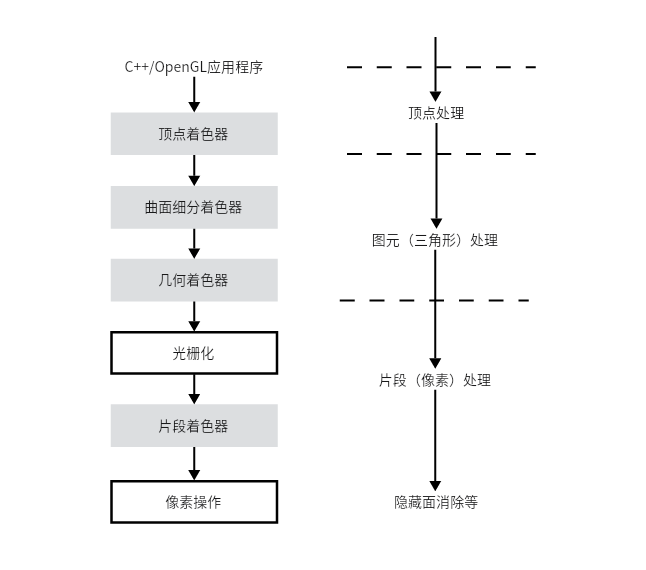 C++/OpenGL应用程序
顶点着色器
曲面细分着色器
几何着色器
光栅化
片段着色器
像素操作
顶点处理
图元（三角形）处理
片段（像素）处理
隐藏面消除等